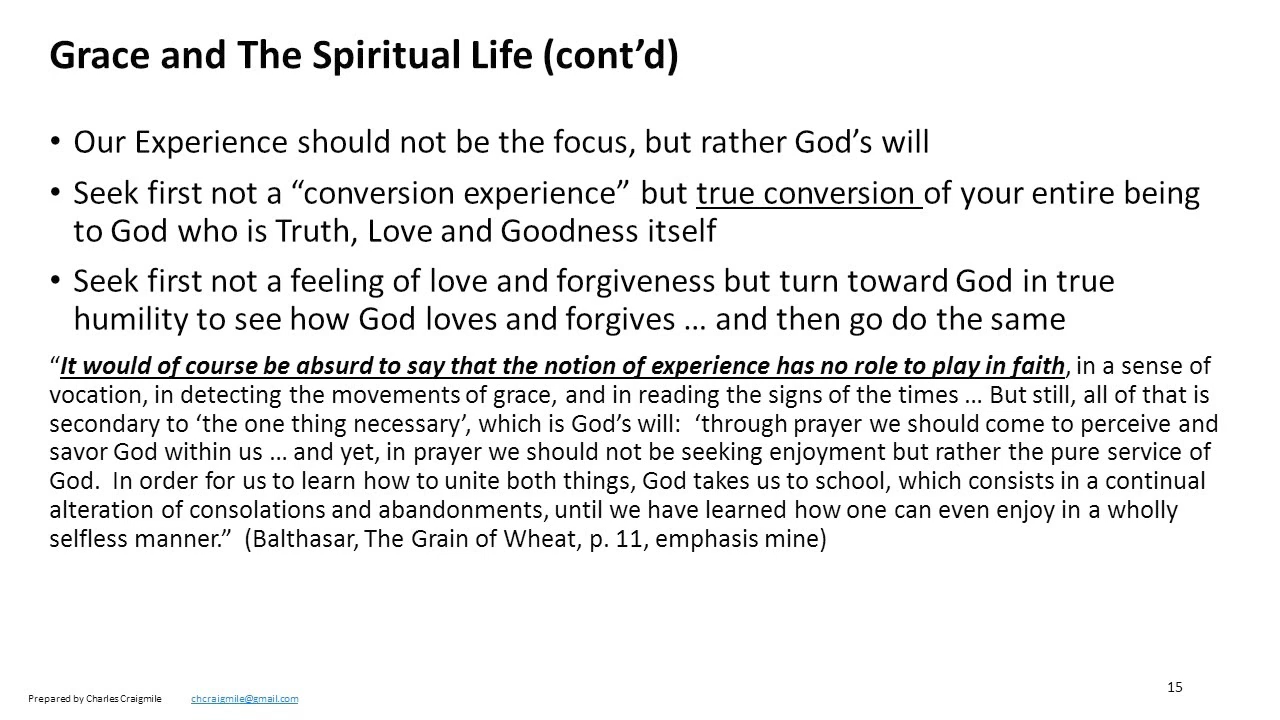 Grace and The Spiritual Life (cont’d)
• Our Experience should not be the focus, but rather God’s will
• Seek first not a “conversion experience” but true conversion of your entire being
to God who is Truth, Love and Goodness itself
• Seek first not a feeling of love and forgiveness but turn toward God in true
humility to see how God loves and forgives … and then go do the same
“It would of course be absurd to say that the notion of experience has no role to play in faith, in a sense of
vocation, in detecting the movements of grace, and in reading the signs of the times … But still, all of that is
secondary to ‘the one thing necessary’, which is God’s will:  ‘through prayer we should come to perceive and
savor God within us … and yet, in prayer we should not be seeking enjoyment but rather the pure service of
God.  In order for us to learn how to unite both things, God takes us to school, which consists in a continual
alteration of consolations and abandonments, until we have learned how one can even enjoy in a wholly
selfless manner.”  (Balthasar, The Grain of Wheat, p. 11, emphasis mine)
Prepared by Charles Craigmile chcraigmile@gmail.com
15